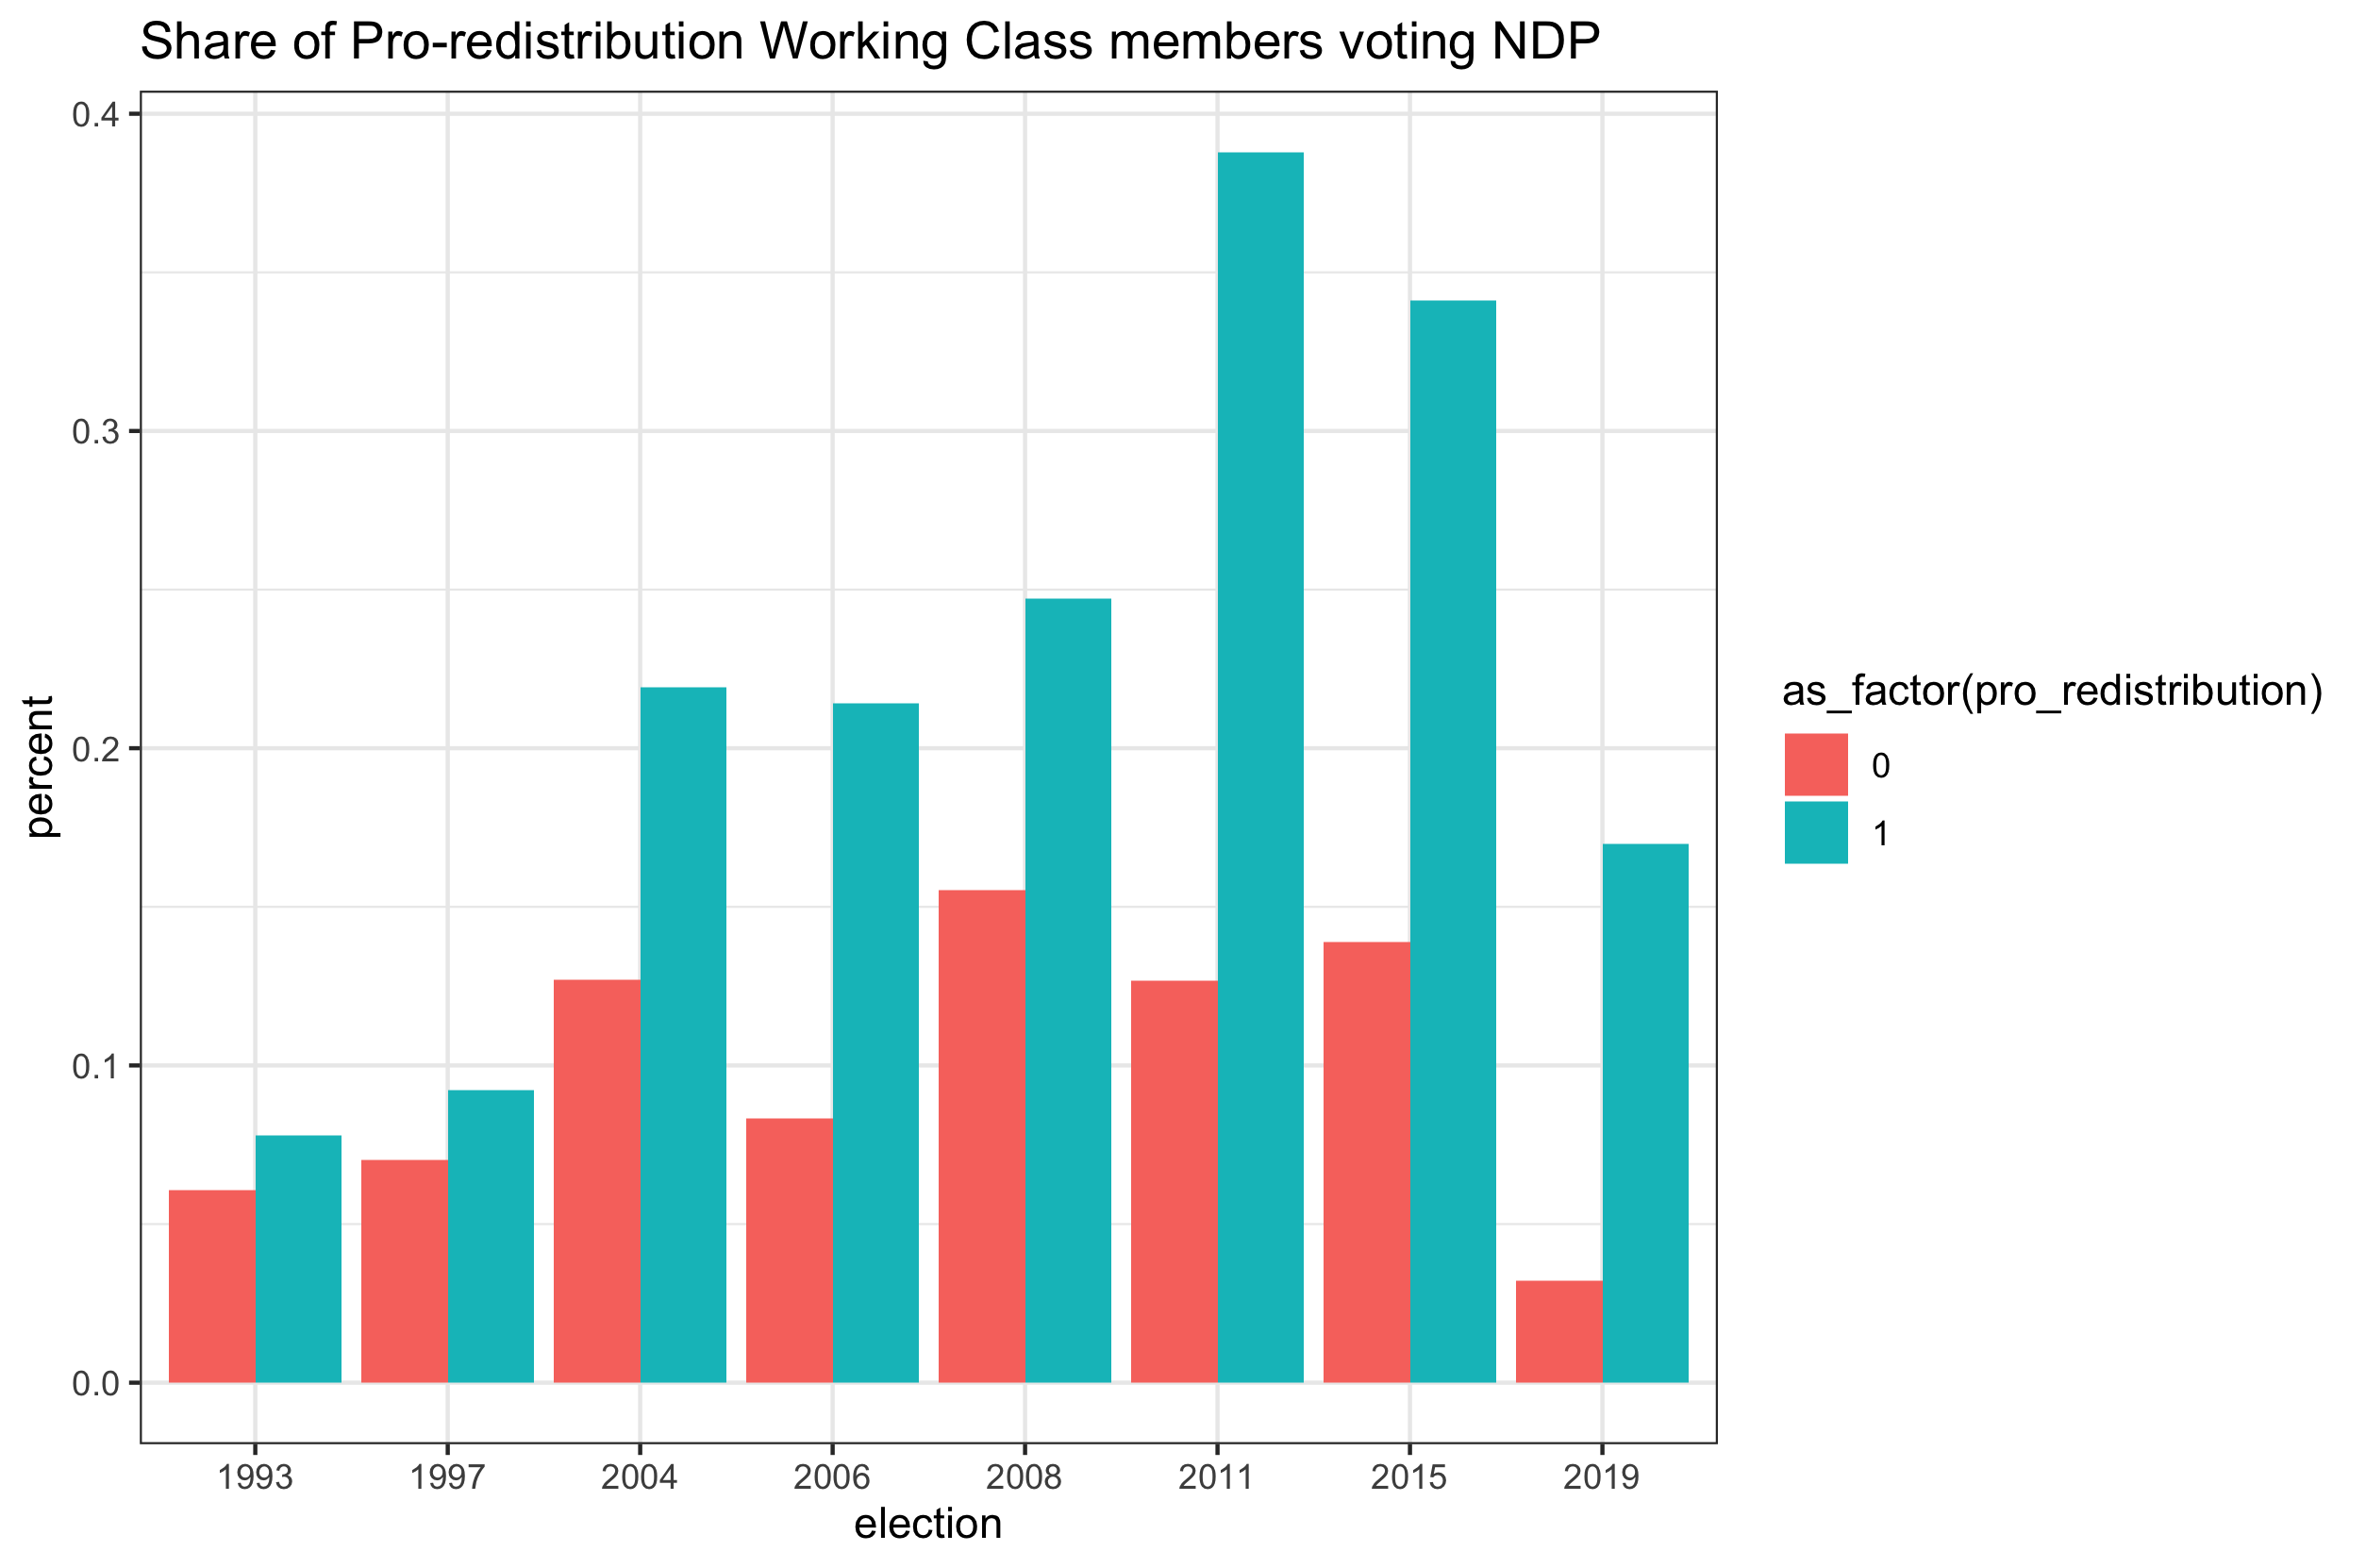 Share of Pro-redistribution Working Class members voting NDP
0.4
0.3
0.2
0.1
0.0
percent
1993 1997 2004 2006 2008 2011 2015 2019
election
as_factor(pro_redistribution)
0
1